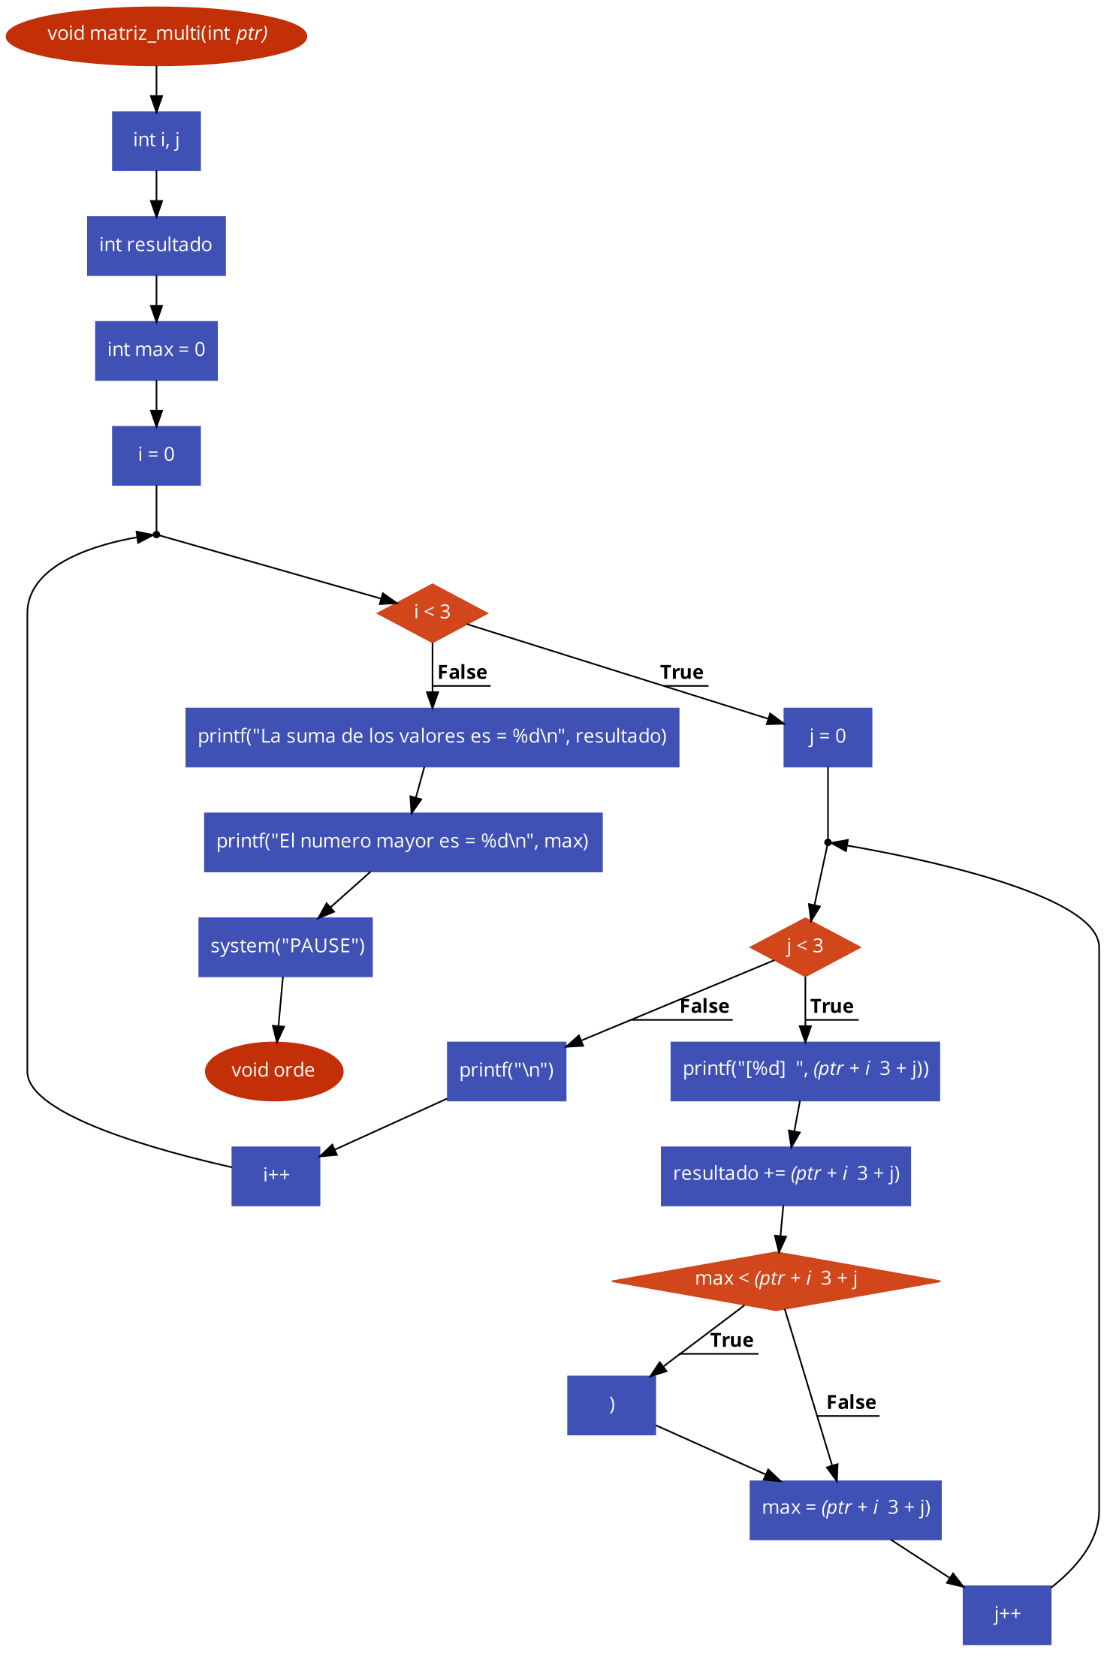 void matriz_multi(int ptr)
int i, j
int resultado
int max = 0
i = 0
i < 3
False
True
printf("La suma de los valores es = %d\n", resultado)
j = 0
printf("El numero mayor es = %d\n", max)
system("PAUSE")
j < 3
False
True
void orde
printf("\n")
printf("[%d]  ", (ptr + i  3 + j))
i++
resultado += (ptr + i  3 + j)
max < (ptr + i  3 + j
True
False
)
max = (ptr + i  3 + j)
j++